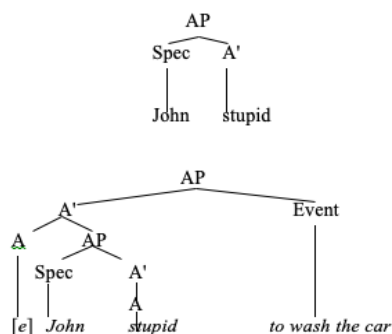 AP
Spec A'
John stupid
AP
A' Event
A AP
Spec A'
A
[e] John stupid to wash the car